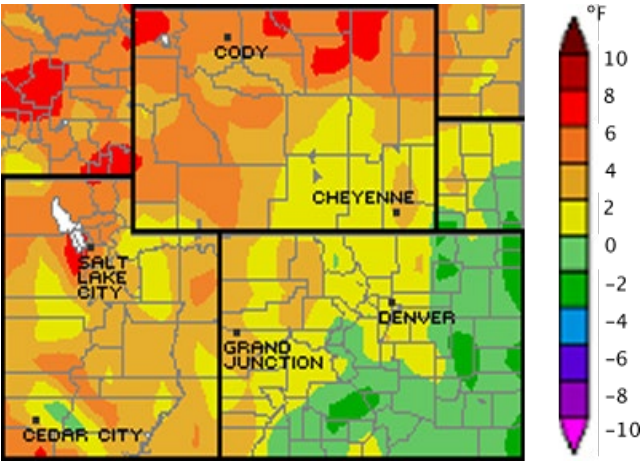 °F
CODY
10
8
6
4
2
0
-2
-4
-6
-8
-10
CHEYENNE
SALT
LAKE
CITY
DENVER
GRAND
JUNCTION
CEDAR CITY